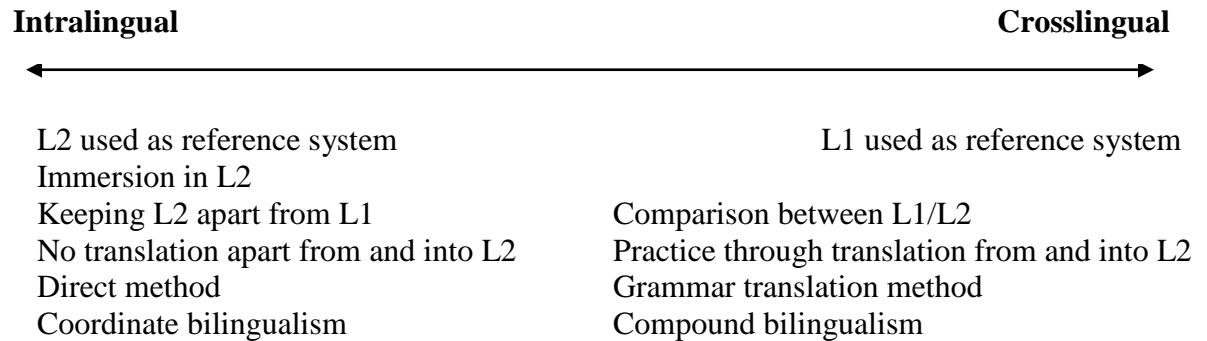 Intralingual Crosslingual
L2 used as reference system L1 used as reference system
Immersion in L2
Keeping L2 apart from L1 Comparison between L1/L2
No translation apart from and into L2 Practice through translation from and into L2
Direct method Grammar translation method
Coordinate bilingualism Compound bilingualism